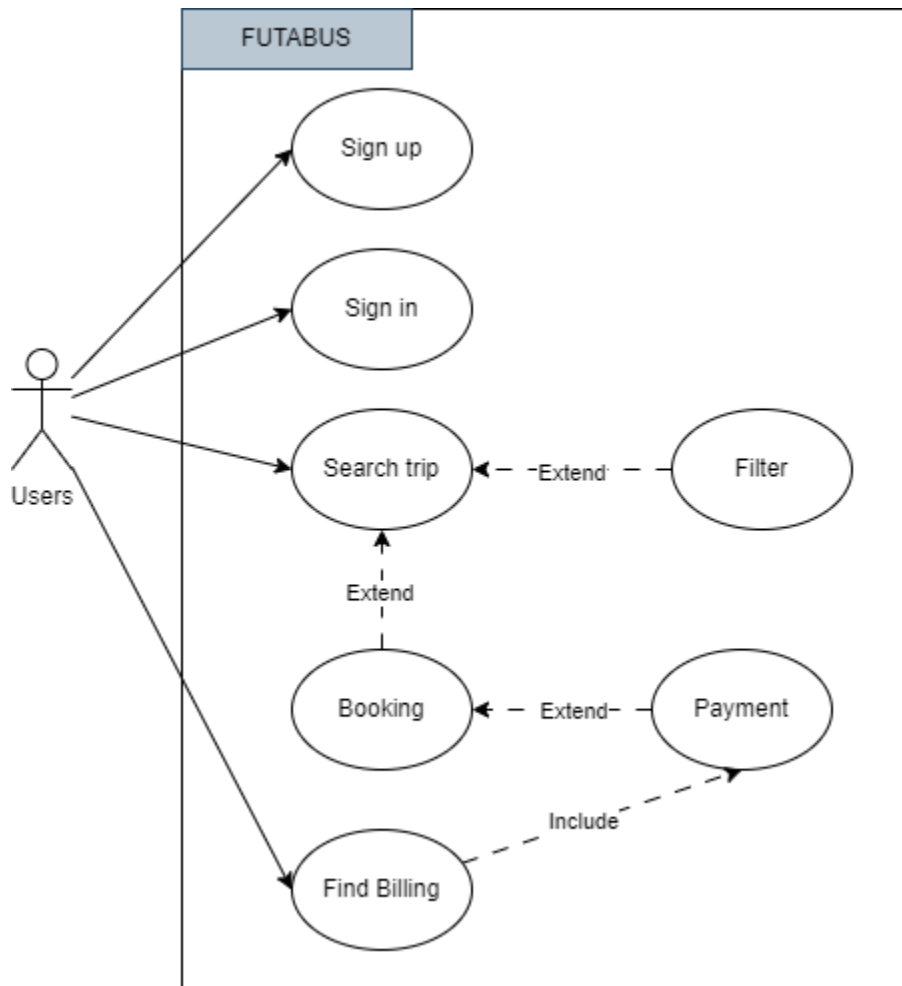 FUTABUS
Sign up
Sign in
Users
Search trip
Extend
Filter
Extend
Booking
Extend
Payment
Include
Find Billing